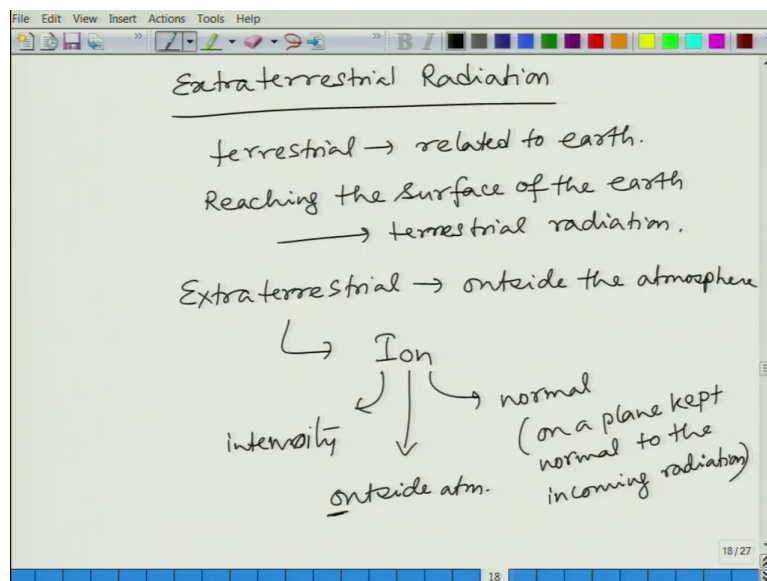 File Edit View Insert Actions Tools Help
B I
Extraterrestrial Radiation
terrestrial → related to earth.
Reaching the surface of the earth
→ terrestrial radiation.
Extraterrestrial → outside the atmosphere
Ion
intensity
outside atm.
normal
(on a plane kept
normal to the
incoming radiation)
18/27
18